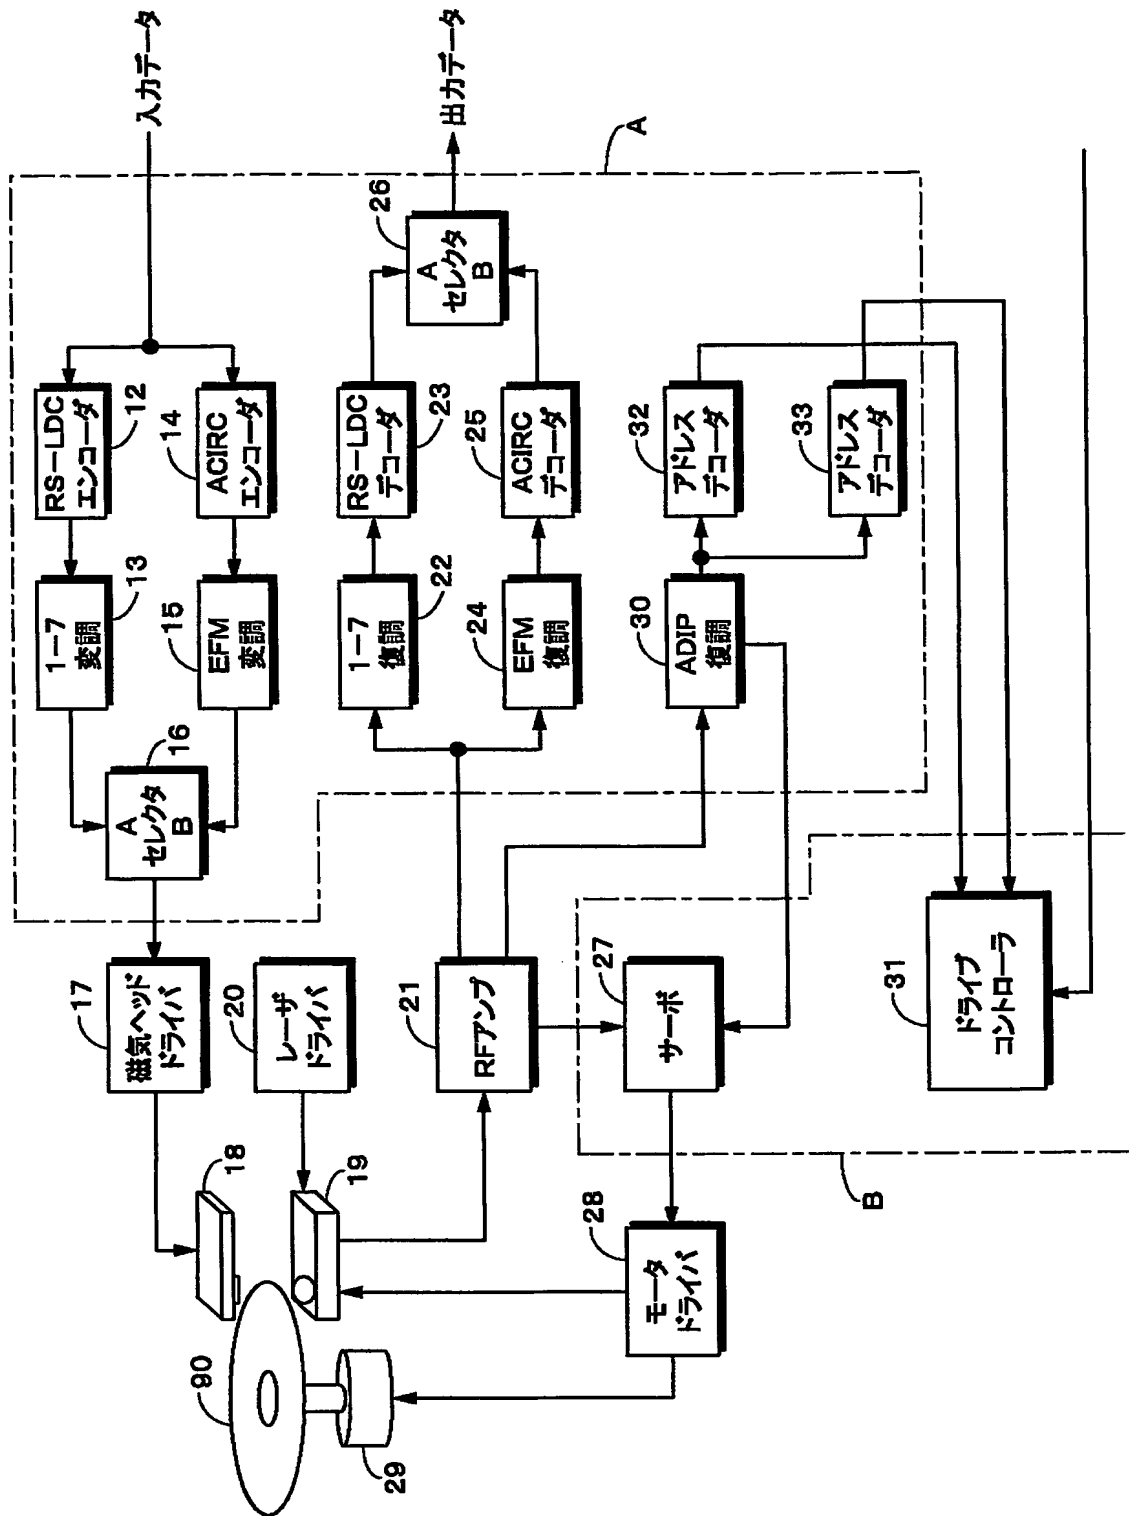 入力データ
出力データ
A
RS−LDC
エンコーダ
12
1−7
変調
13
ACIRC
エンコーダ
14
EFM
変調
15
A
セレクタ
B
16
磁気ヘッド
ドライバ
17
18
レーザ
ドライバ
20
19
RFアンプ
21
1−7
復調
22
RS−LDC
デコーダ
23
EFM
復調
24
ACIRC
デコーダ
25
A
セレクタ
B
26
ADIP
復調
30
アドレス
デコーダ
32
アドレス
デコーダ
33
サーボ
27
モータ
ドライバ
28
29
90
ドライブ
コントローラ
31
B